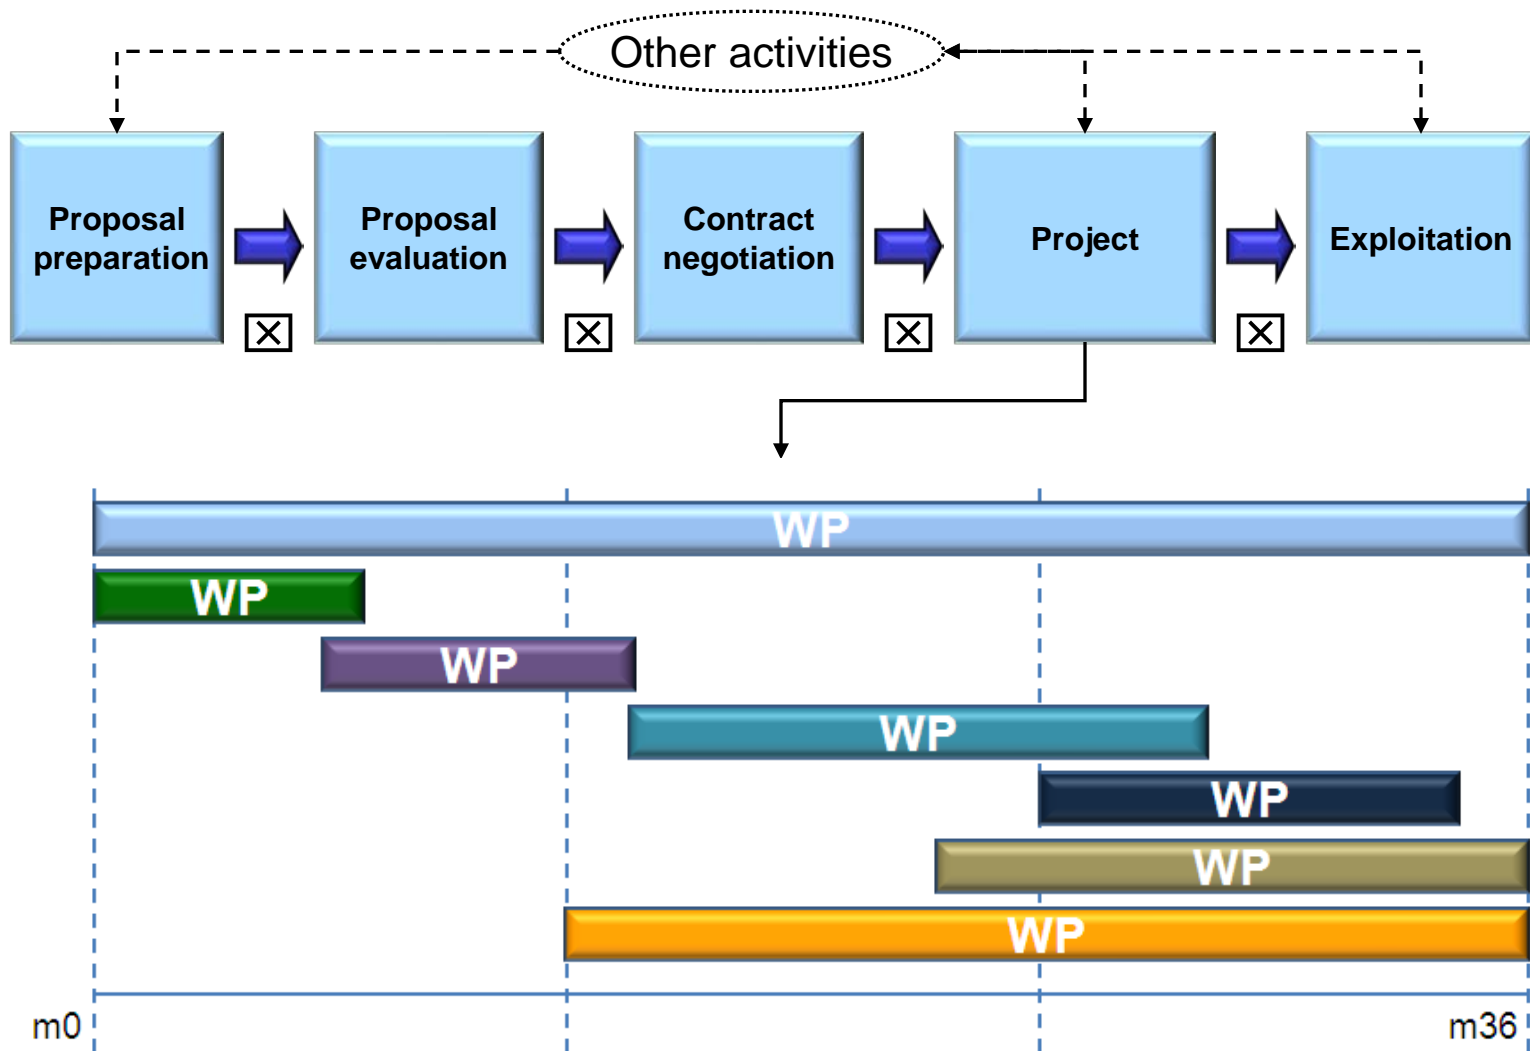 Other activities
Proposal
preparation
Proposal
evaluation
Contract
negotiation
Project
Exploitation
WP
WP
WP
WP
WP
WP
WP
m0
m36